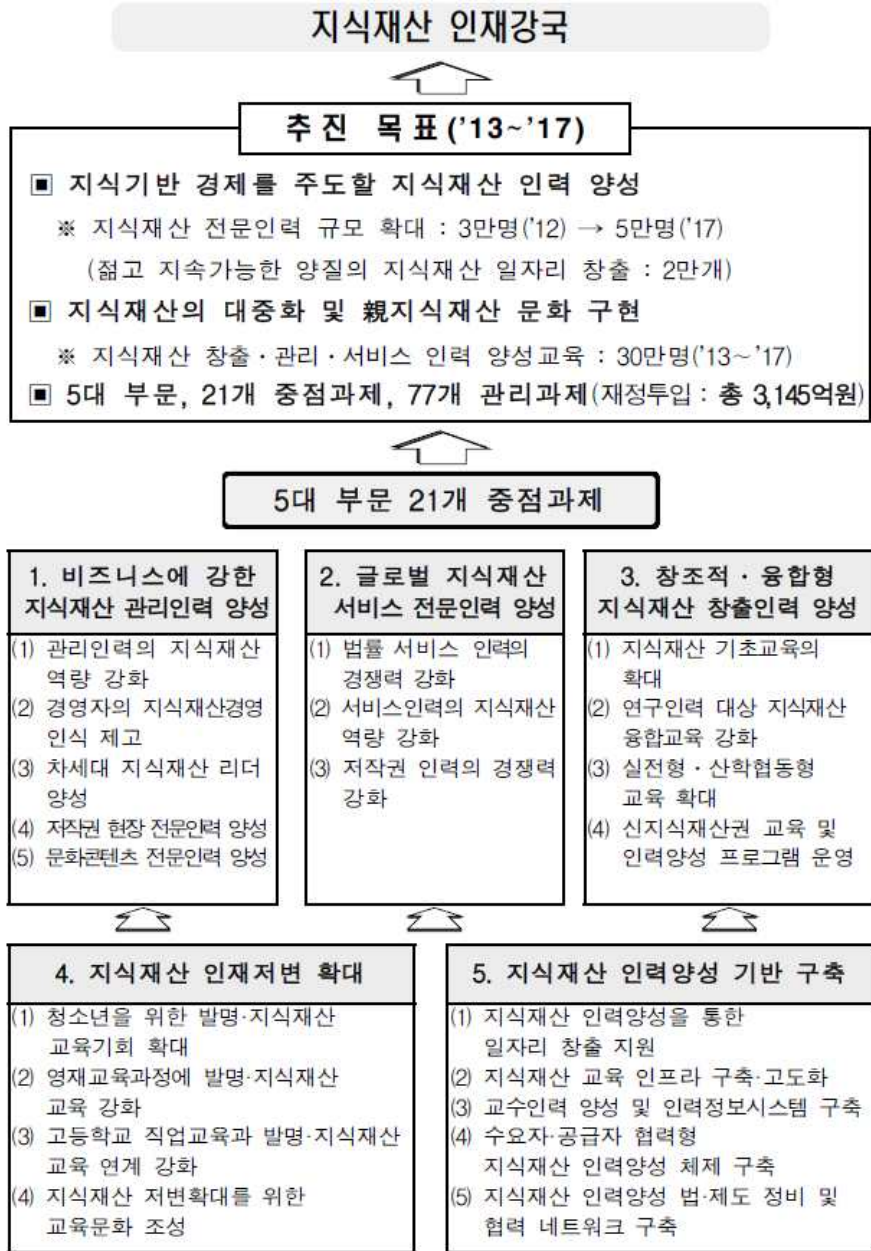 지식재산 인재강국
추진 목표('13~'17)
▣ 지식기반 경제를 주도할 지식재산 인력 양성
※ 지식재산 전문인력 규모 확대 : 3만명('12) → 5만명('17)
(젊고 지속가능한 양질의 지식재산 일자리 창출 : 2만개)
▣ 지식재산의 대중화 및 親지식재산 문화 구현
※ 지식재산 창출·관리·서비스 인력 양성교육 : 30만명('13~'17)
▣ 5대 부문, 21개 중점과제, 77개 관리과제(재정투입 : 총 3,145억원)
5대 부문 21개 중점과제
1. 비즈니스에 강한
지식재산 관리인력 양성
(1) 관리인력의 지식재산
역량 강화
(2) 경영자의 지식재산경영
인식 제고
(3) 차세대 지식재산 리더
양성
(4) 저작권 현장 전문인력 양성
(5) 문화콘텐츠 전문인력 양성
2. 글로벌 지식재산
서비스 전문인력 양성
(1) 법률 서비스 인력의
경쟁력 강화
(2) 서비스인력의 지식재산
역량 강화
(3) 저작권 인력의 경쟁력
강화
3. 창조적·융합형
지식재산 창출인력 양성
(1) 지식재산 기초교육의
확대
(2) 연구인력 대상 지식재산
융합교육 강화
(3) 실전형·산학협동형
교육 확대
(4) 신지식재산권 교육 및
인력양성 프로그램 운영
4. 지식재산 인재저변 확대
(1) 청소년을 위한 발명·지식재산
교육기회 확대
(2) 영재교육과정에 발명·지식재산
교육 강화
(3) 고등학교 직업교육과 발명·지식재산
교육 연계 강화
(4) 지식재산 저변확대를 위한
교육문화 조성
5. 지식재산 인력양성 기반 구축
(1) 지식재산 인력양성을 통한
일자리 창출 지원
(2) 지식재산 교육 인프라 구축·고도화
(3) 교수인력 양성 및 인력정보시스템 구축
(4) 수요자·공급자 협력형
지식재산 인력양성 체제 구축
(5) 지식재산 인력양성 법·제도 정비 및
협력 네트워크 구축